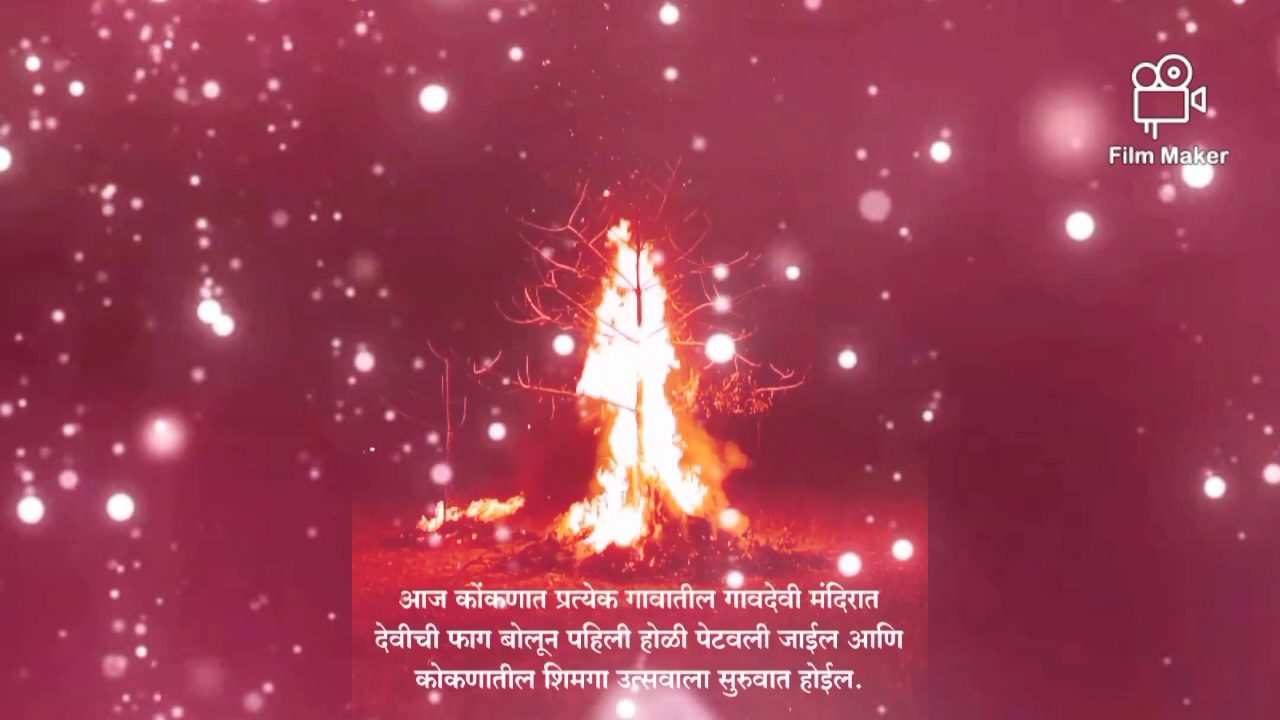 Film Maker
आज कोंकणात प्रत्येक गावातील गावदेवी मंदिरात
देवीची फाग बोलून पहिली होळी पेटवली जाईल आणि
कोकणातील शिमगा उत्सवाला सुरुवात होईल.